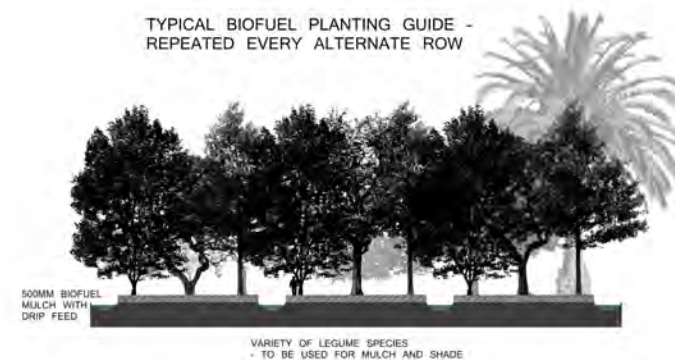 TYPICAL BIOFUEL PLANTING GUIDE -
REPEATED EVERY ALTERNATE ROW
500MM BIOFUEL
MULCH WITH
DRIP FEED
VARIETY OF LEGUME SPECIES
- TO BE USED FOR MULCH AND SHADE